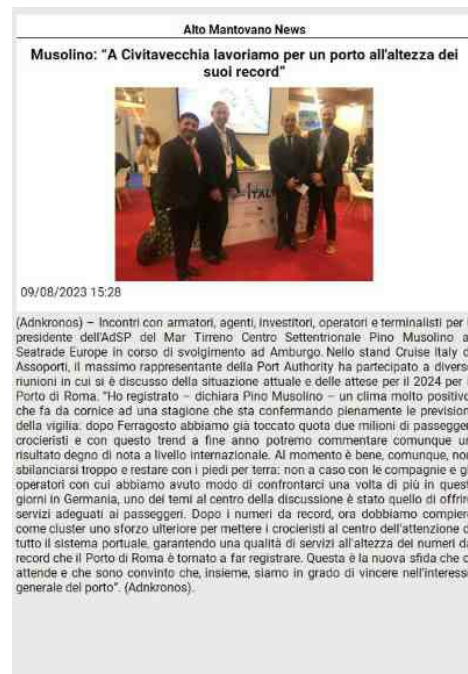 Alto Mantovano News
Musolino: “A Civitavecchia lavoriamo per un porto all'altezza dei
suoi record”
ITAL
09/08/2023 15:28
(Adnkronos) – Incontri con armatori, agenti, investitori, operatori e terminalisti per i
presidente dell'AdSP del Mar Tirreno Centro Settentrionale Pino Musolino a
Seatrade Europe in corso di svolgimento ad Amburgo. Nello stand Cruise Italy d
Assoporti, il massimo rappresentante della Port Authority ha partecipato a divers
riunioni in cui si è discusso della situazione attuale e delle attese per il 2024 per i
Porto di Roma. “Ho registrato – dichiara Pino Musolino – un clima molto positivo
che fa da cornice ad una stagione che sta confermando pienamente le prevision
della vigilia: dopo Ferragosto abbiamo già toccato quota due milioni di passegger
crocieristi e con questo trend a fine anno potremo commentare comunque un
risultato degno di nota a livello internazionale. Al momento è bene, comunque, non
sbilanciarsi troppo e restare con i piedi per terra: non a caso con le compagnie e gl
operatori con cui abbiamo avuto modo di confrontarci una volta di più in quest
giorni in Germania, uno dei temi al centro della discussione è stato quello di offrire
servizi adeguati ai passeggeri. Dopo i numeri da record, ora dobbiamo compiere
come cluster uno sforzo ulteriore per mettere i crocieristi al centro dell'attenzione d
tutto il sistema portuale, garantendo una qualità di servizi all'altezza dei numeri da
record che il Porto di Roma è tornato a far registrare. Questa è la nuova sfida che c
attende e che sono convinto che, insieme, siamo in grado di vincere nell'interesse
generale del porto”. (Adnkronos).